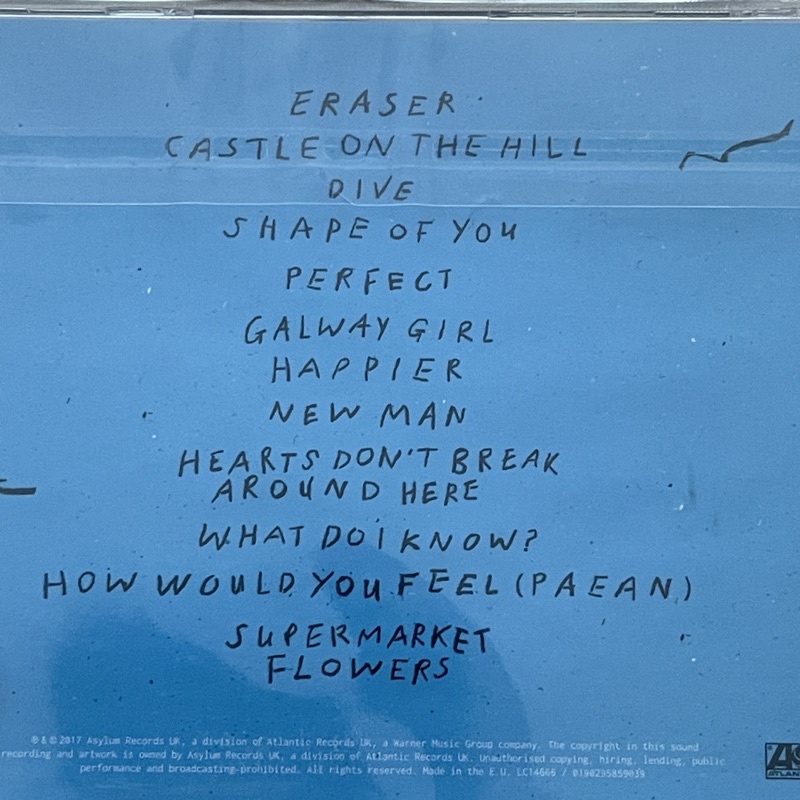 ERASER
CASTLE ON THE HILL
DIVE
SHAPE OF YOU
PERFECT
GALWAY GIRL
HAPPIER
NEW MAN
HEARTS DON'T BREAK
AROUND HERE
WHAT DO I KNOW?
HOW WOULD YOU FEEL (PAEAN)
SUPERMARKET
FLOWERS
℗ & © 2017 Asylum Records UK, a division of Atlantic Records UK, a Warner Music Group company. The copyright in this sound
recording and artwork is owned by Asylum Records UK, a division of Atlantic Records UK. Unauthorised copying, hiring, lending, public
performance and broadcasting prohibited. All rights reserved. Made in the E.U. LC14666 / 0190295859039